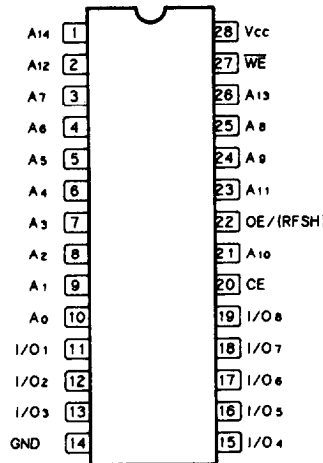 A14 1 28 Vcc
A12 2 27 W̅E̅
A7 3 26 A13
A6 4 25 A8
A5 5 24 A9
A4 6 23 A11
A3 7 22 OE/(RFSH)
A2 8 21 A10
A1 9 20 CE
A0 10 19 I/O8
I/O1 11 18 I/O7
I/O2 12 17 I/O6
I/O3 13 16 I/O5
GND 14 15 I/O4